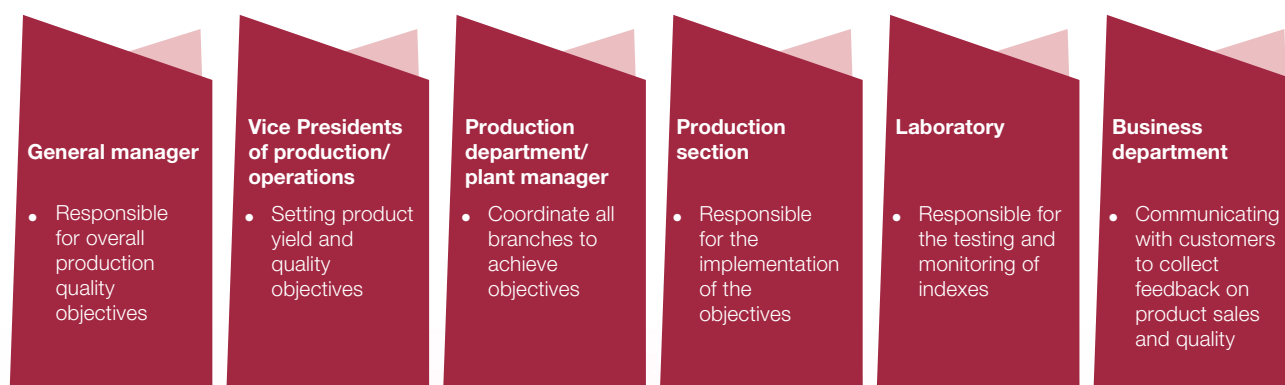 General manager
• Responsible
for overall
production
quality
objectives
Vice Presidents
of production/
operations
• Setting product
yield and
quality
objectives
Production
department/
plant manager
• Coordinate all
branches to
achieve
objectives
Production
section
• Responsible
for the
implementation
of the
objectives
Laboratory
• Responsible for
the testing and
monitoring of
indexes
Business
department
• Communicating
with customers
to collect
feedback on
product sales
and quality